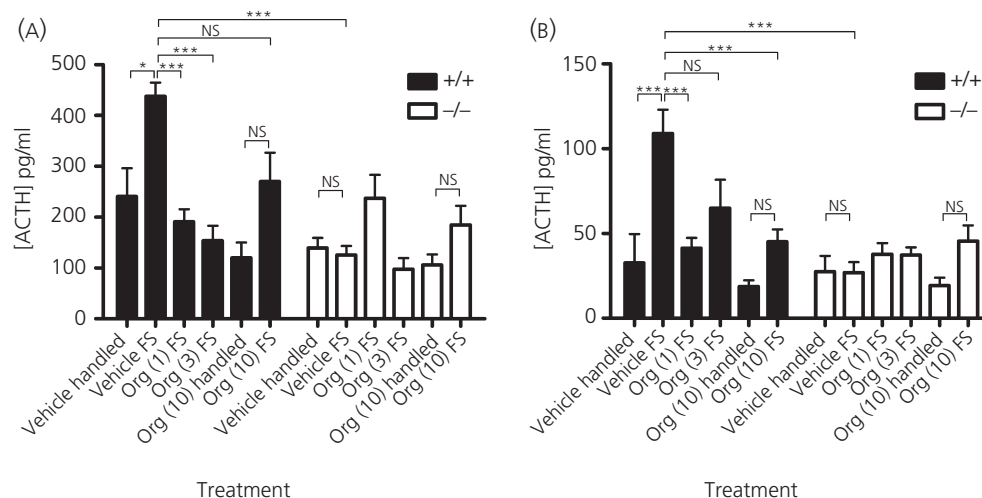 (A)
***
NS
***
* ***
500
400
300
200
100
0
[ACTH] pg/ml
+/+
–/–
NS
NS
NS
Vehicle handled
Vehicle FS
Org (1) FS
Org (3) FS
Org (10) handled
Org (10) FS
Vehicle handled
Vehicle FS
Org (1) FS
Org (3) FS
Org (10) handled
Org (10) FS
Treatment
(B)
***
***
NS
*** ***
150
100
50
0
[ACTH] pg/ml
+/+
–/–
NS
NS
NS
Vehicle handled
Vehicle FS
Org (1) FS
Org (3) FS
Org (10) handled
Org (10) FS
Vehicle handled
Vehicle FS
Org (1) FS
Org (3) FS
Org (10) handled
Org (10) FS
Treatment